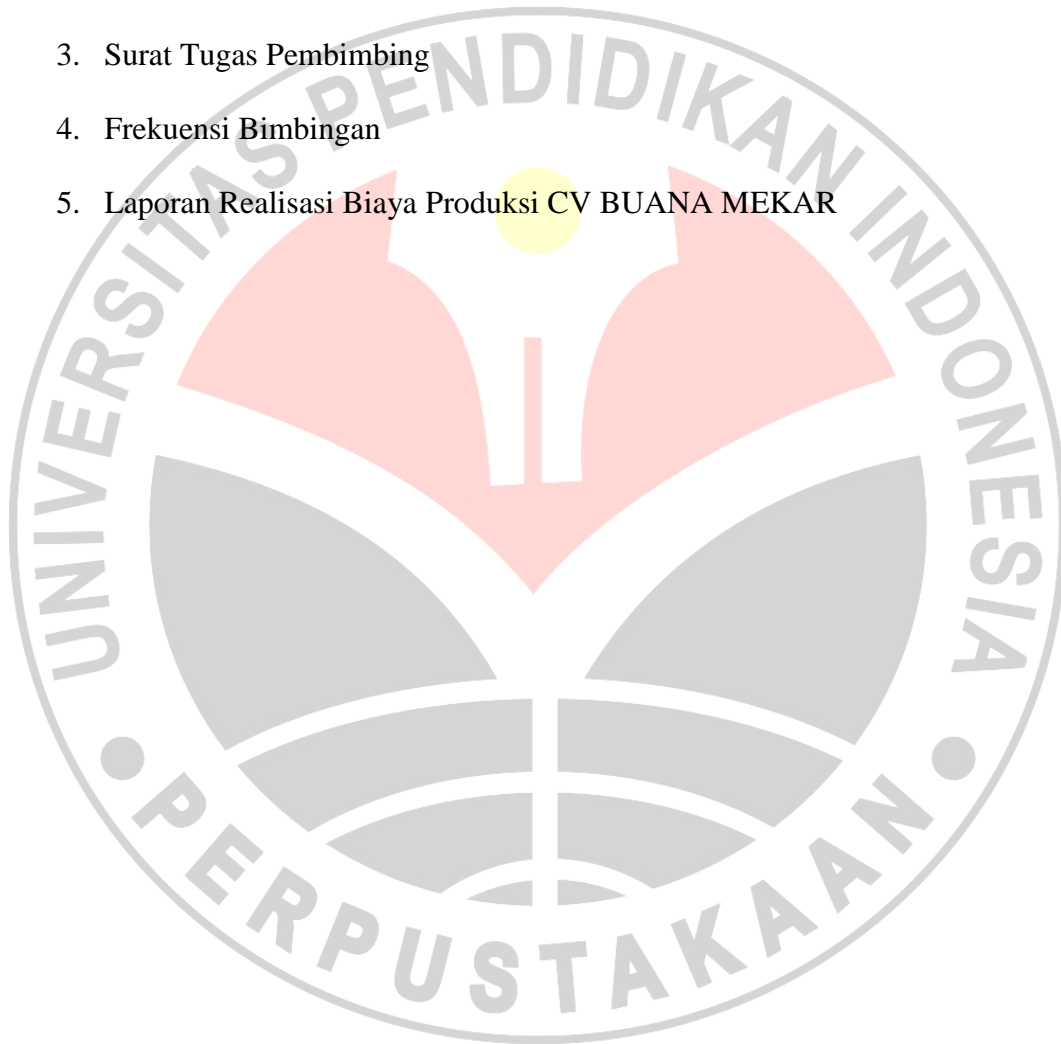 3. Surat Tugas Pembimbing
4. Frekuensi Bimbingan
5. Laporan Realisasi Biaya Produksi CV BUANA MEKAR
UNIVERSITAS PENDIDIKAN INDONESIA
PERPUSTAKAAN